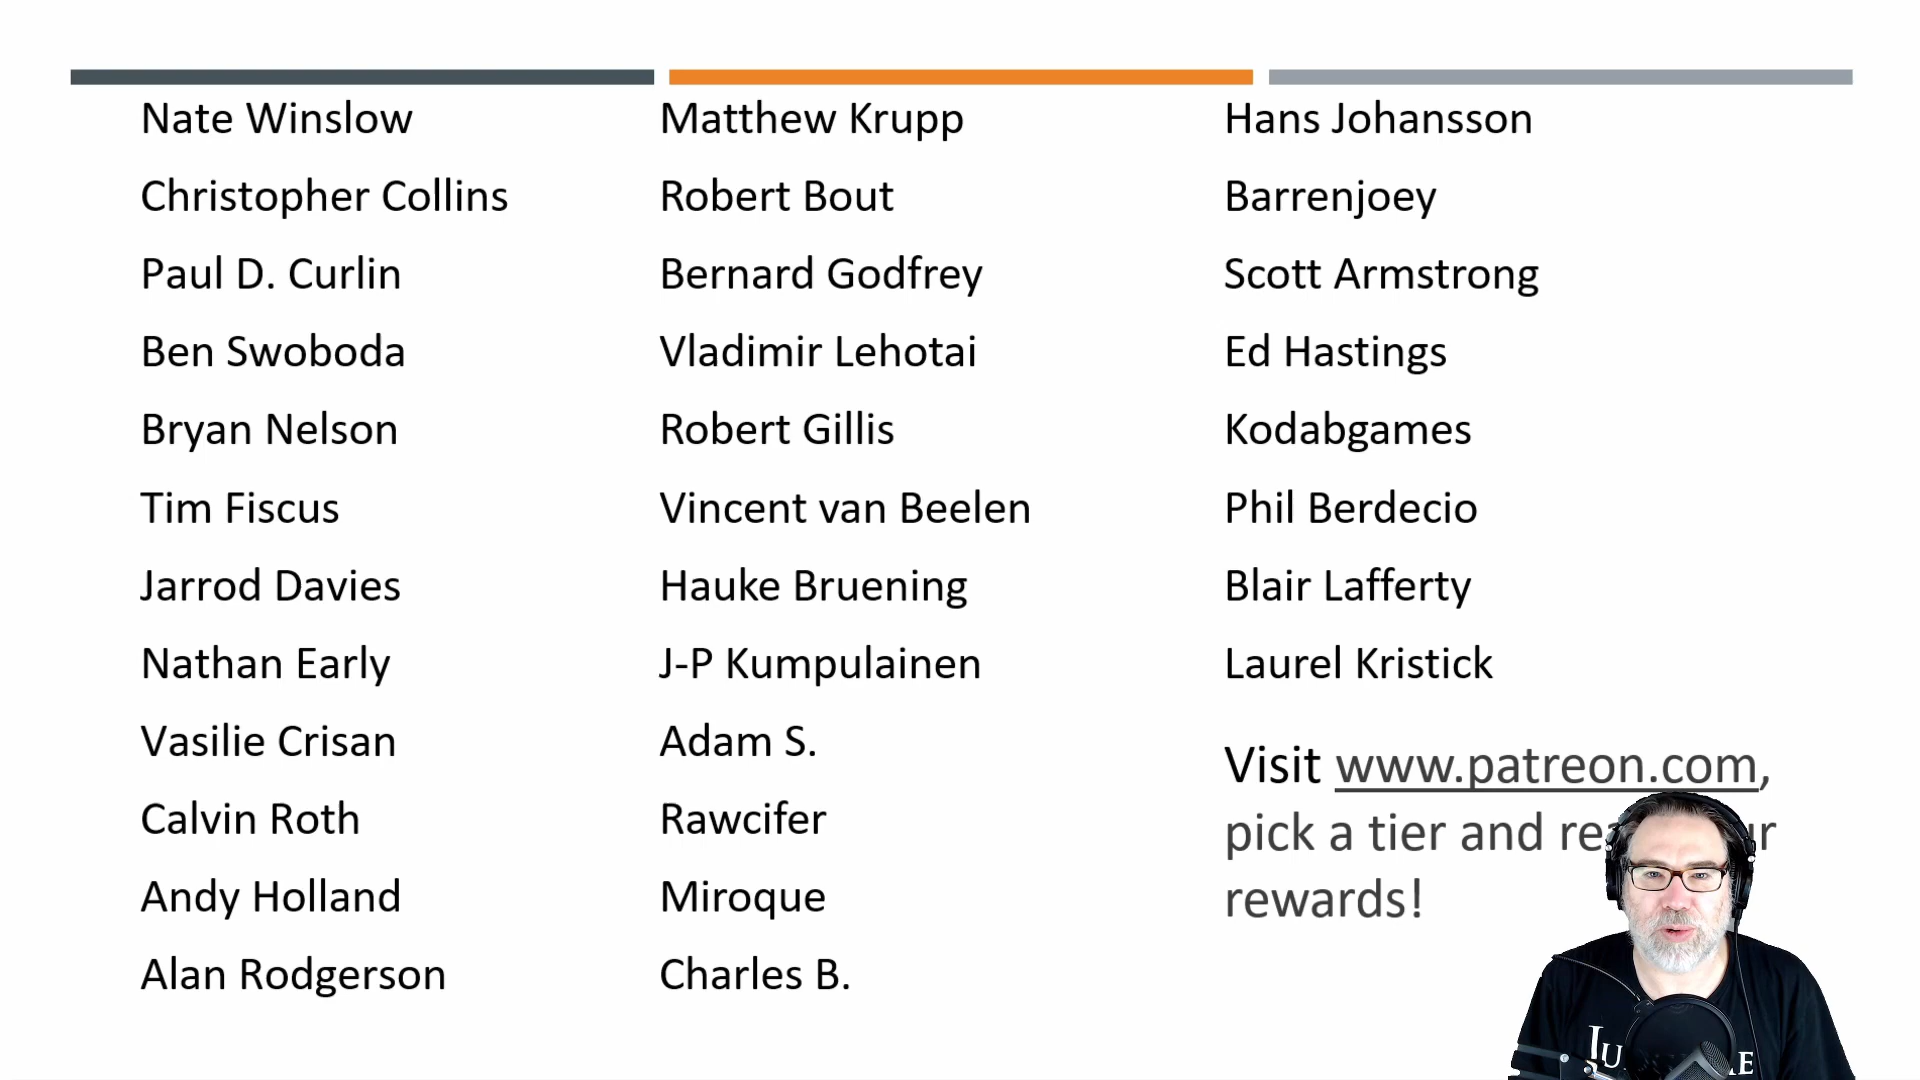 Nate Winslow
Christopher Collins
Paul D. Curlin
Ben Swoboda
Bryan Nelson
Tim Fiscus
Jarrod Davies
Nathan Early
Vasilie Crisan
Calvin Roth
Andy Holland
Alan Rodgerson
Matthew Krupp
Robert Bout
Bernard Godfrey
Vladimir Lehotai
Robert Gillis
Vincent van Beelen
Hauke Bruening
J-P Kumpulainen
Adam S.
Rawcifer
Miroque
Charles B.
Hans Johansson
Barrenjoey
Scott Armstrong
Ed Hastings
Kodabgames
Phil Berdecio
Blair Lafferty
Laurel Kristick
Visit www.patreon.com,
pick a tier and
rewards!